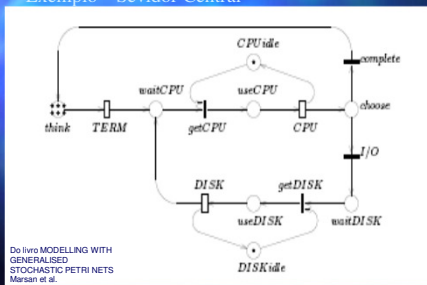 Exemplo - Sevidor Central
CPUidle
complete
waitCPU
useCPU
choose
think
TERM
getCPU
CPU
I/O
DISK
getDISK
useDISK
waitDISK
DISKidle
Do livro MODELLING WITH
GENERALISED
STOCHASTIC PETRI NETS
Marsan et al.